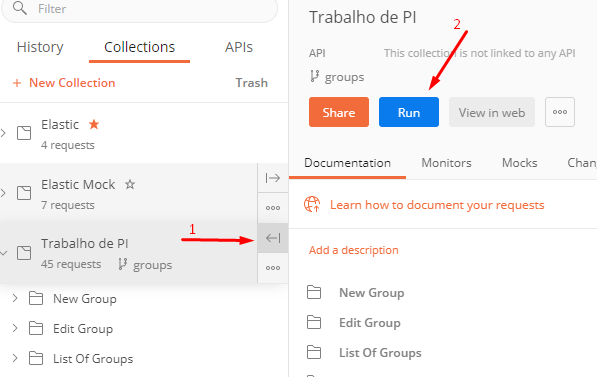 Filter
History
Collections
APIs
+ New Collection
Trash
Elastic
4 requests
Elastic Mock
7 requests
Trabalho de PI
45 requests
groups
New Group
Edit Group
List Of Groups
1
Trabalho de PI
2
API
This collection is not linked to any API
groups
Share
Run
View in web
Documentation
Monitors
Mocks
Chan
Learn how to document your requests
Add a description
New Group
Edit Group
List Of Groups